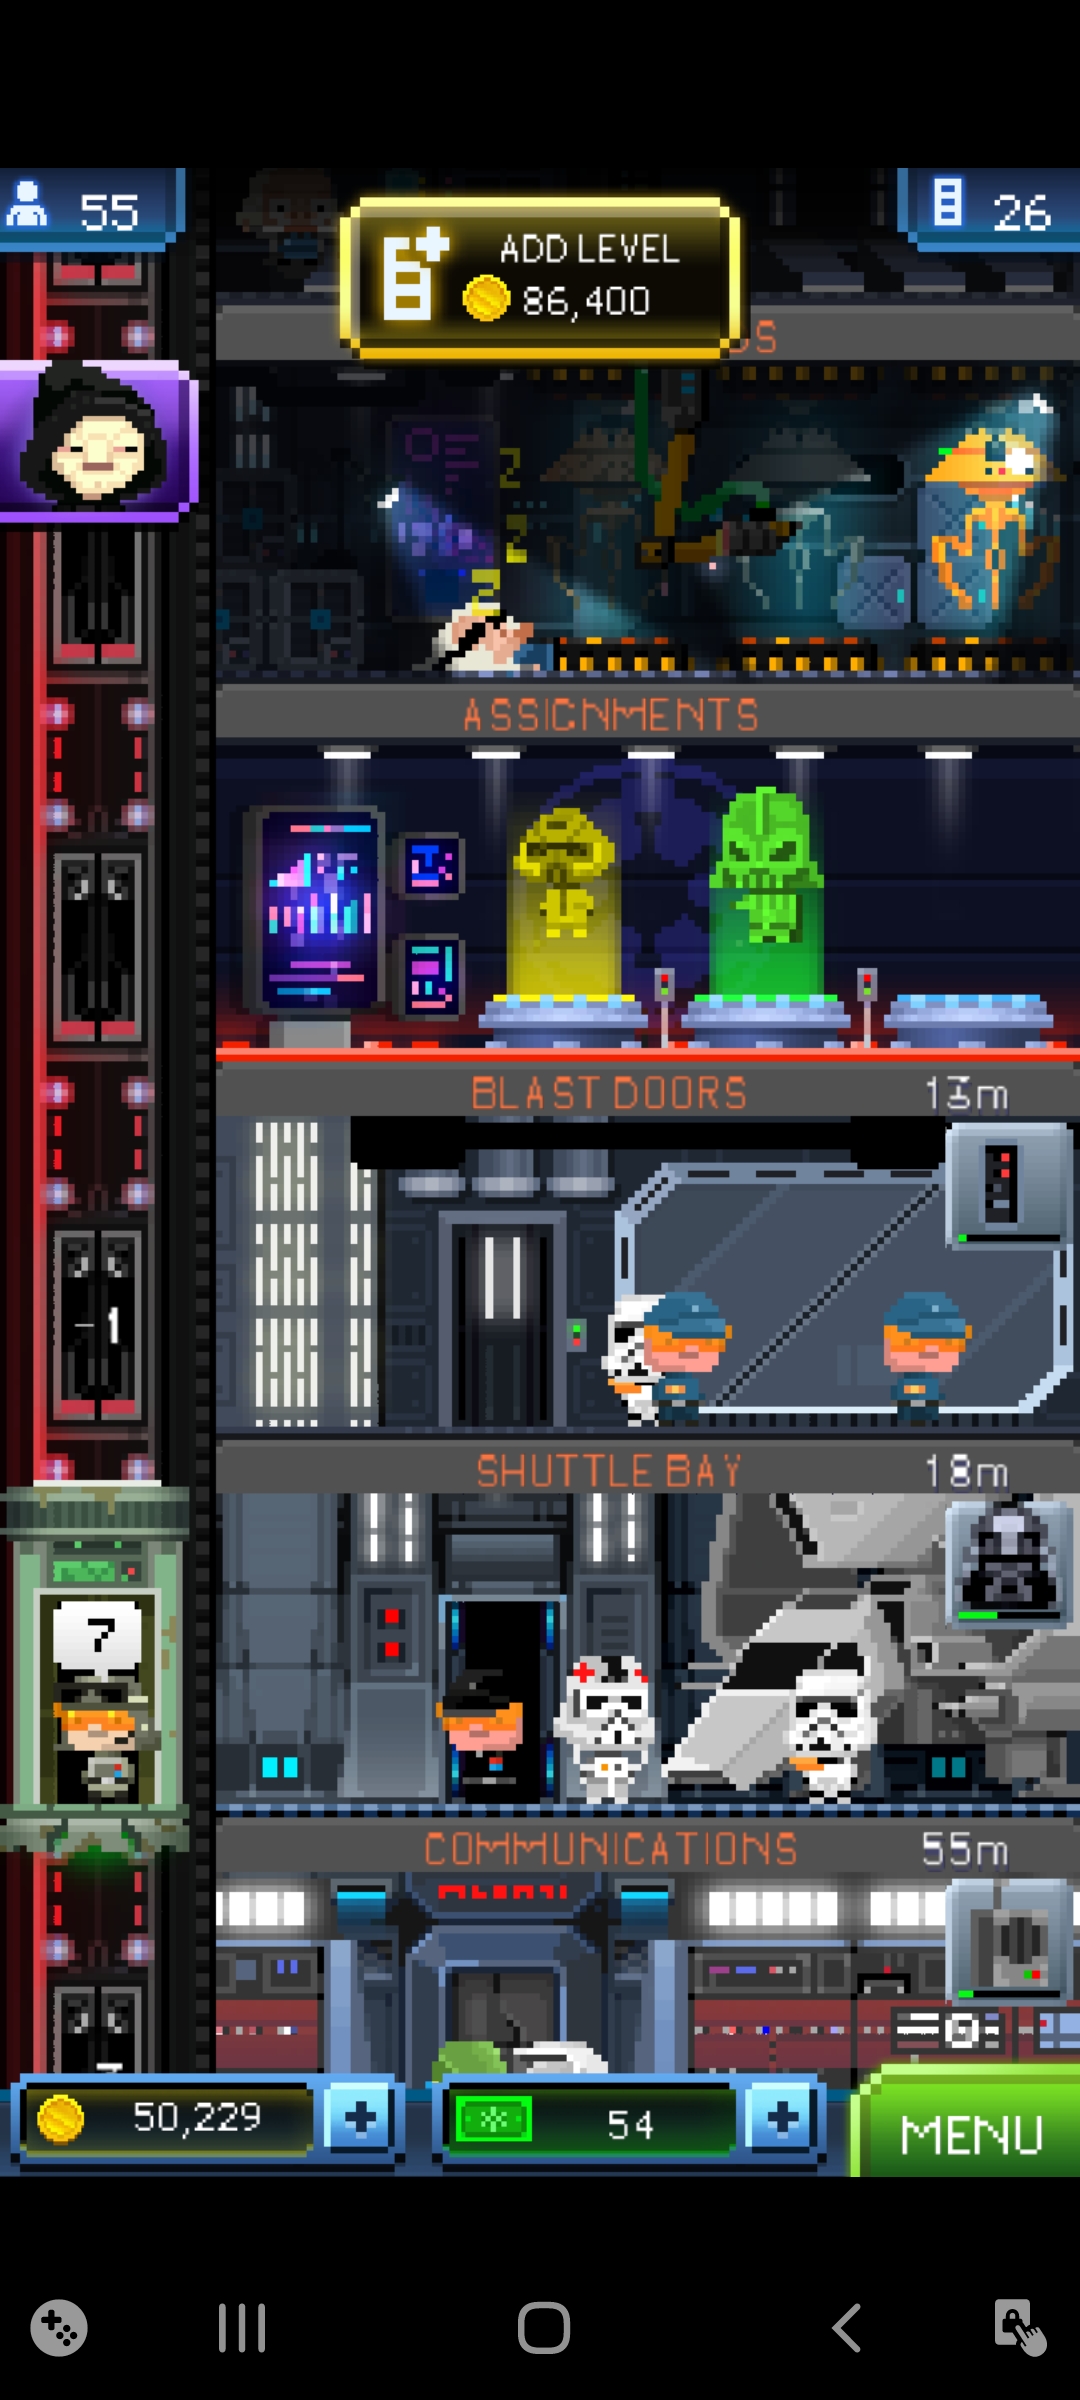 55
26
ADD LEVEL
86,400
ASSIGNMENTS
BLAST DOORS
13m
-1
SHUTTLE BAY
18m
7
COMMUNICATIONS
55m
50,229
54
MENU